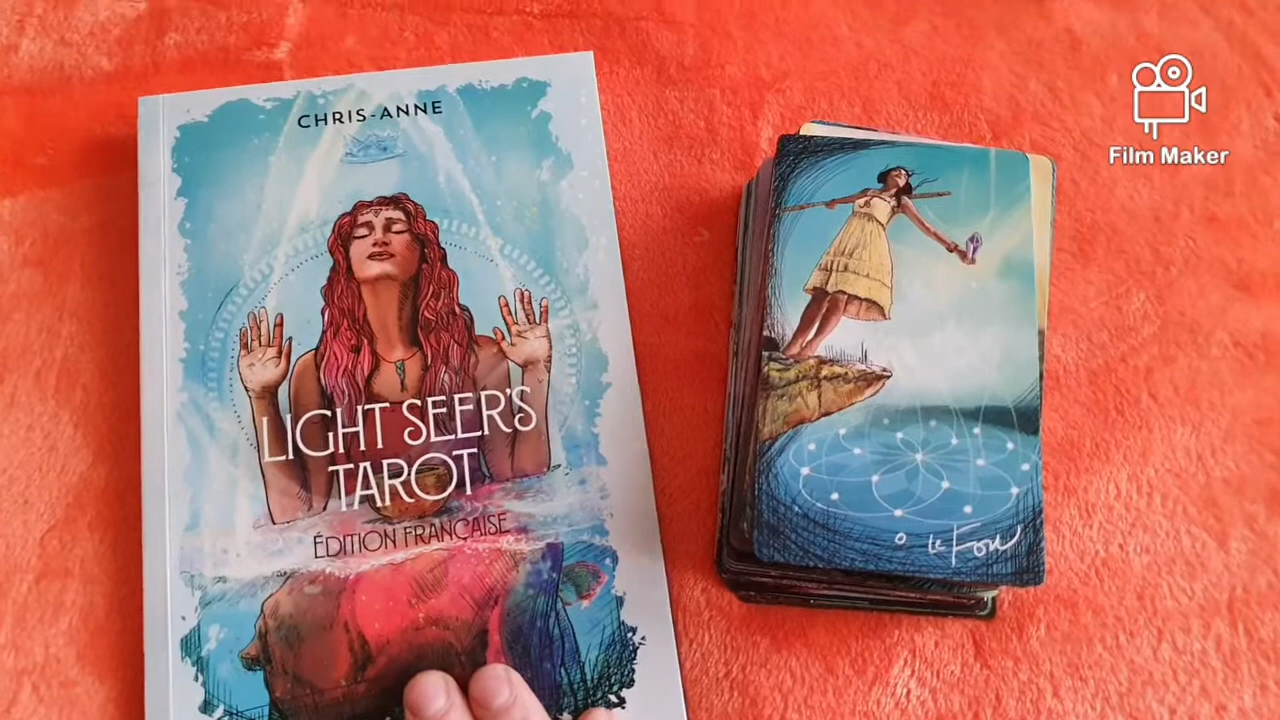 CHRIS-ANNE
LIGHT SEER'S
TAROT
ÉDITION FRANÇAISE
0 Le Fou
Film Maker